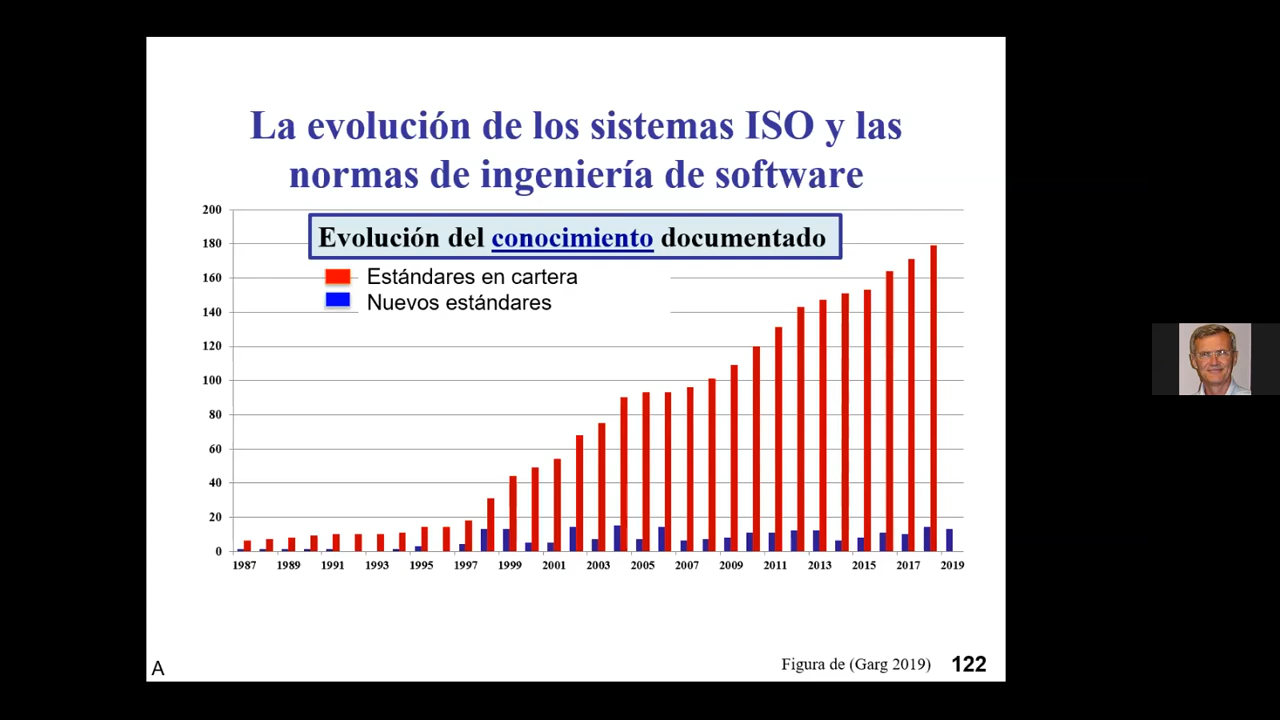 La evolución de los sistemas ISO y las
normas de ingeniería de software
Evolución del conocimiento documentado
Estándares en cartera
Nuevos estándares
200
180
160
140
120
100
80
60
40
20
0
1987 1989 1991 1993 1995 1997 1999 2001 2003 2005 2007 2009 2011 2013 2015 2017 2019
A
Figura de (Garg 2019) 122